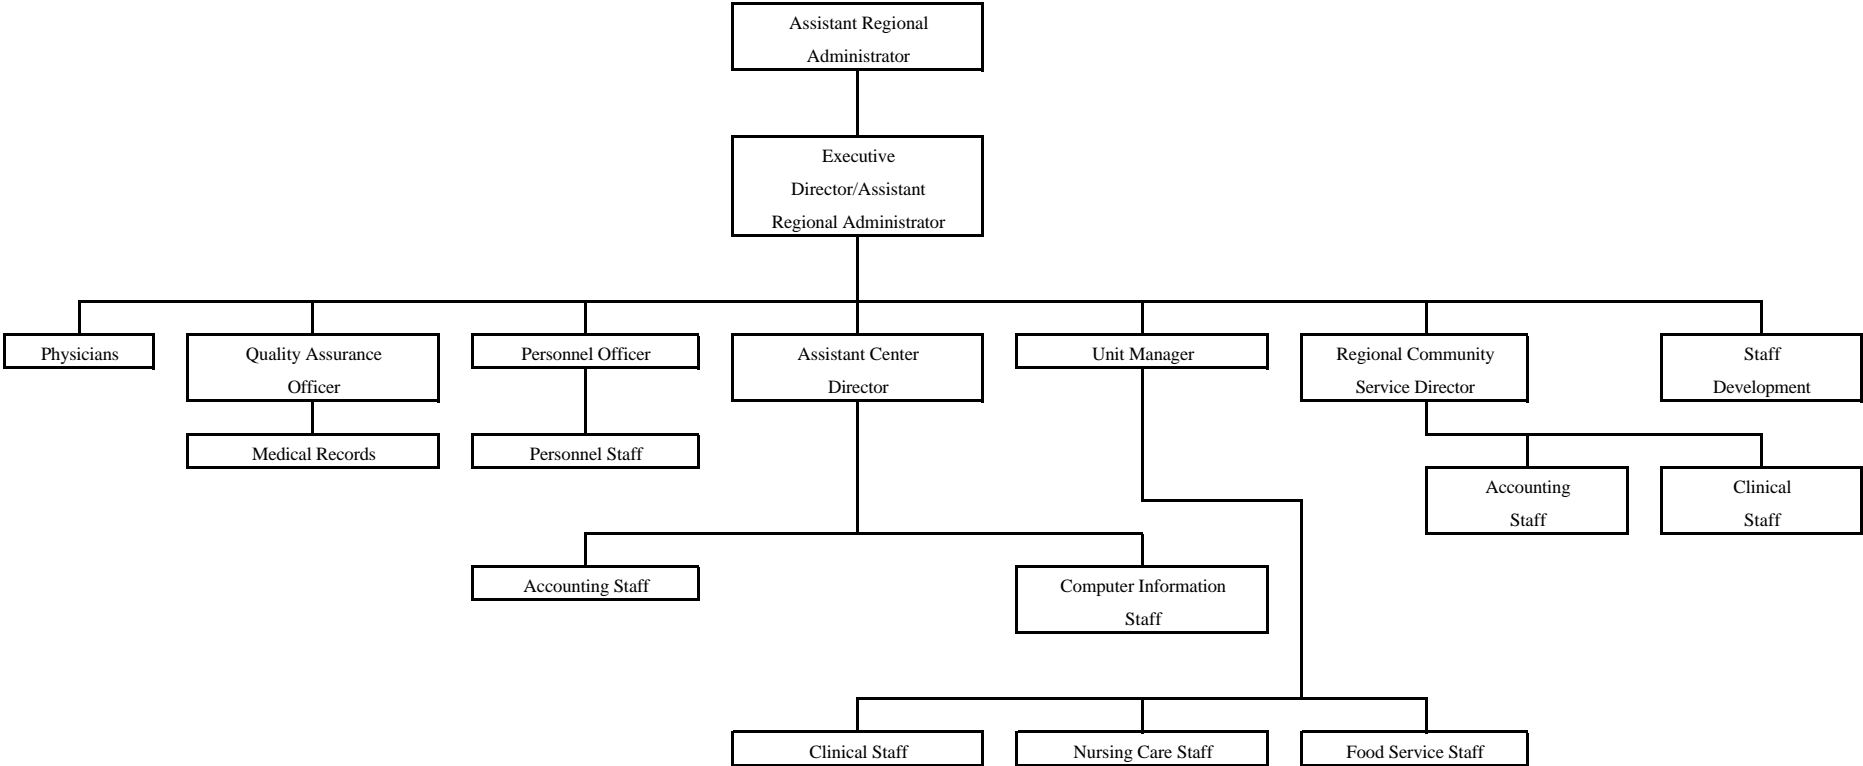 Assistant Regional
Administrator
Executive
Director/Assistant
Regional Administrator
Physicians
Quality Assurance
Officer
Personnel Officer
Assistant Center
Director
Unit Manager
Regional Community
Service Director
Staff
Development
Medical Records
Personnel Staff
Accounting
Staff
Clinical
Staff
Accounting Staff
Computer Information
Staff
Clinical Staff
Nursing Care Staff
Food Service Staff